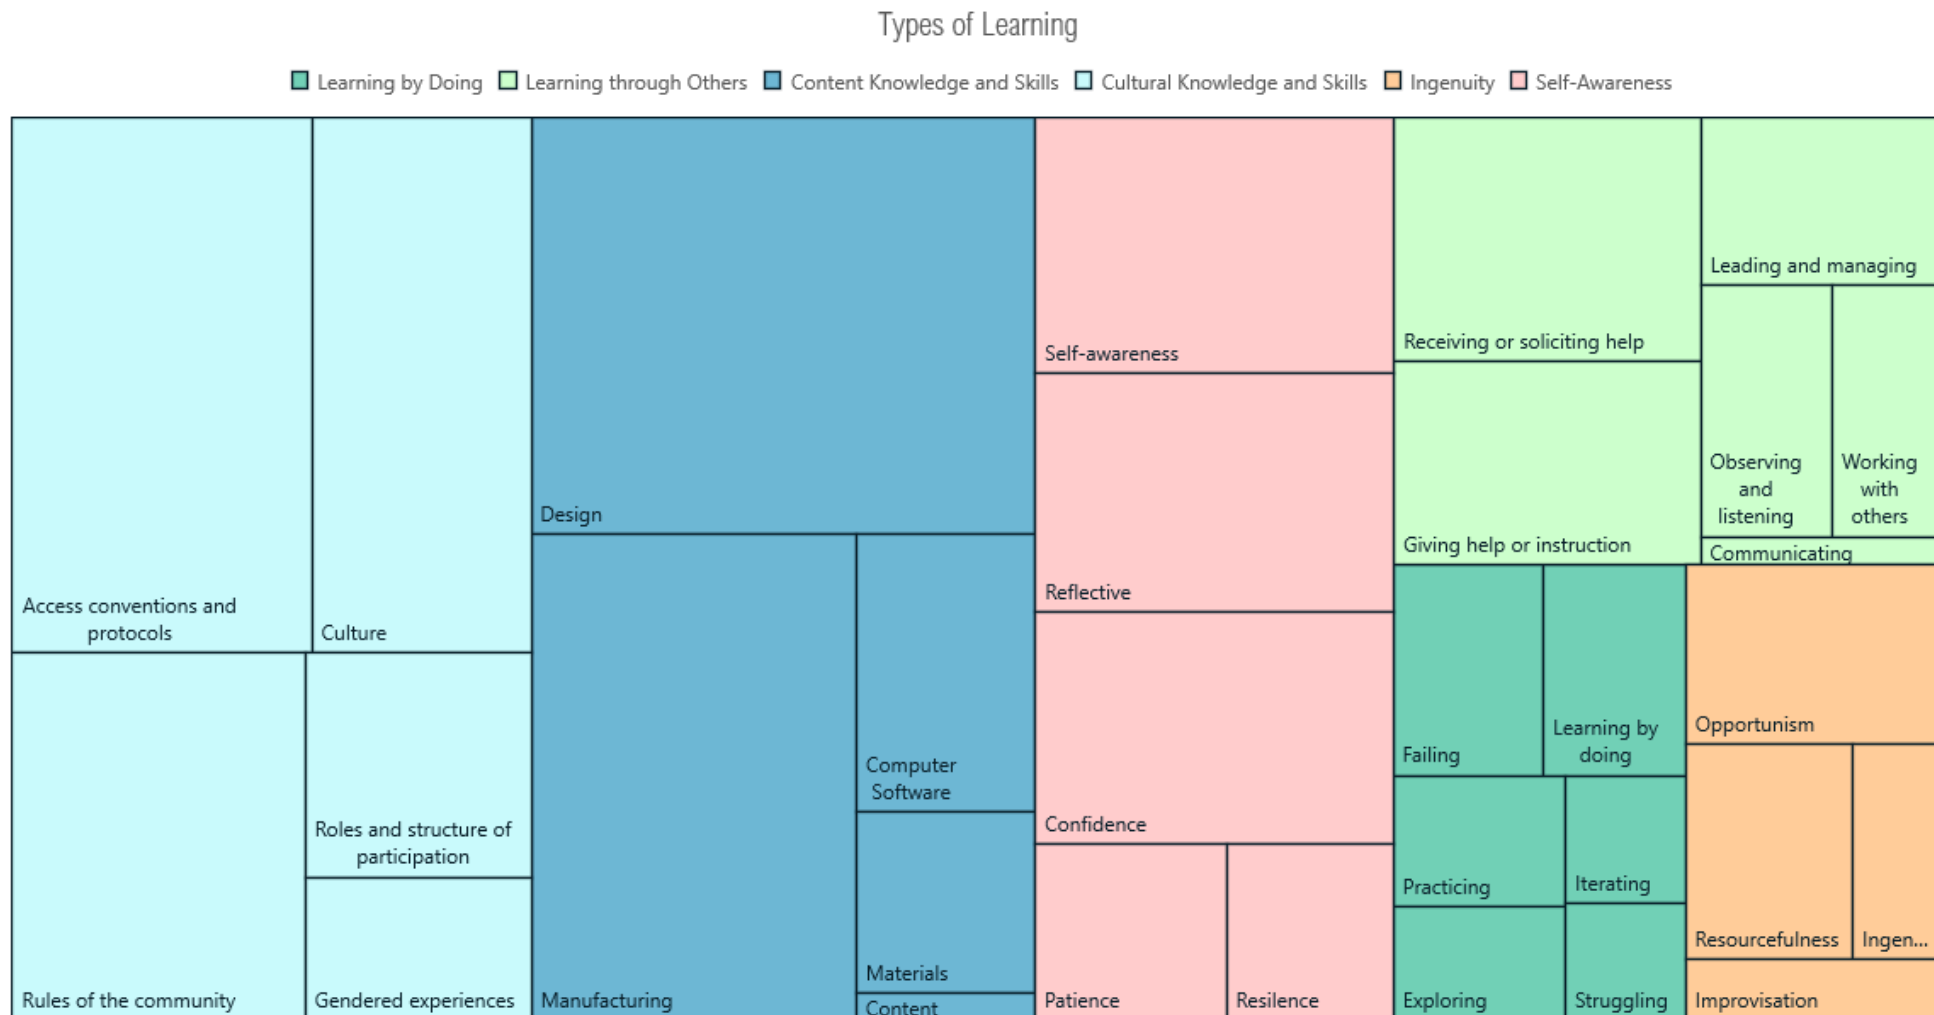 Types of Learning
Learning by Doing
Learning through Others
Content Knowledge and Skills
Cultural Knowledge and Skills
Ingenuity
Self-Awareness
Access conventions and
protocols
Culture
Rules of the community
Roles and structure of
participation
Gendered experiences
Design
Manufacturing
Computer
Software
Materials
Content
Self-awareness
Reflective
Confidence
Patience
Resilence
Receiving or soliciting help
Giving help or instruction
Leading and managing
Observing
and
listening
Working
with
others
Communicating
Failing
Learning by
doing
Practicing
Iterating
Exploring
Struggling
Opportunism
Resourcefulness
Ingen...
Improvisation